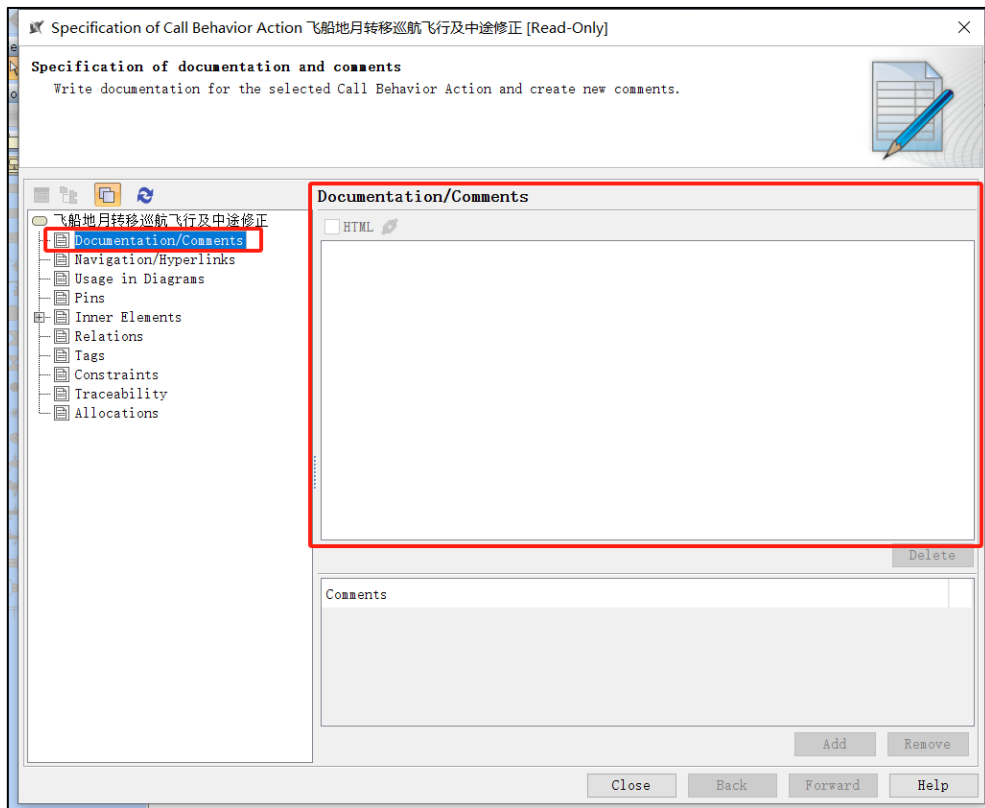 Specification of Call Behavior Action 飞船地月转移巡航飞行及中途修正 [Read-Only]
Specification of documentation and comments
Write documentation for the selected Call Behavior Action and create new comments.
飞船地月转移巡航飞行及中途修正
Documentation/Comments
Navigation/Hyperlinks
Usage in Diagrams
Pins
Inner Elements
Relations
Tags
Constraints
Traceability
Allocations
Documentation/Comments
HTML
Delete
Comments
Add Remove
Close Back Forward Help